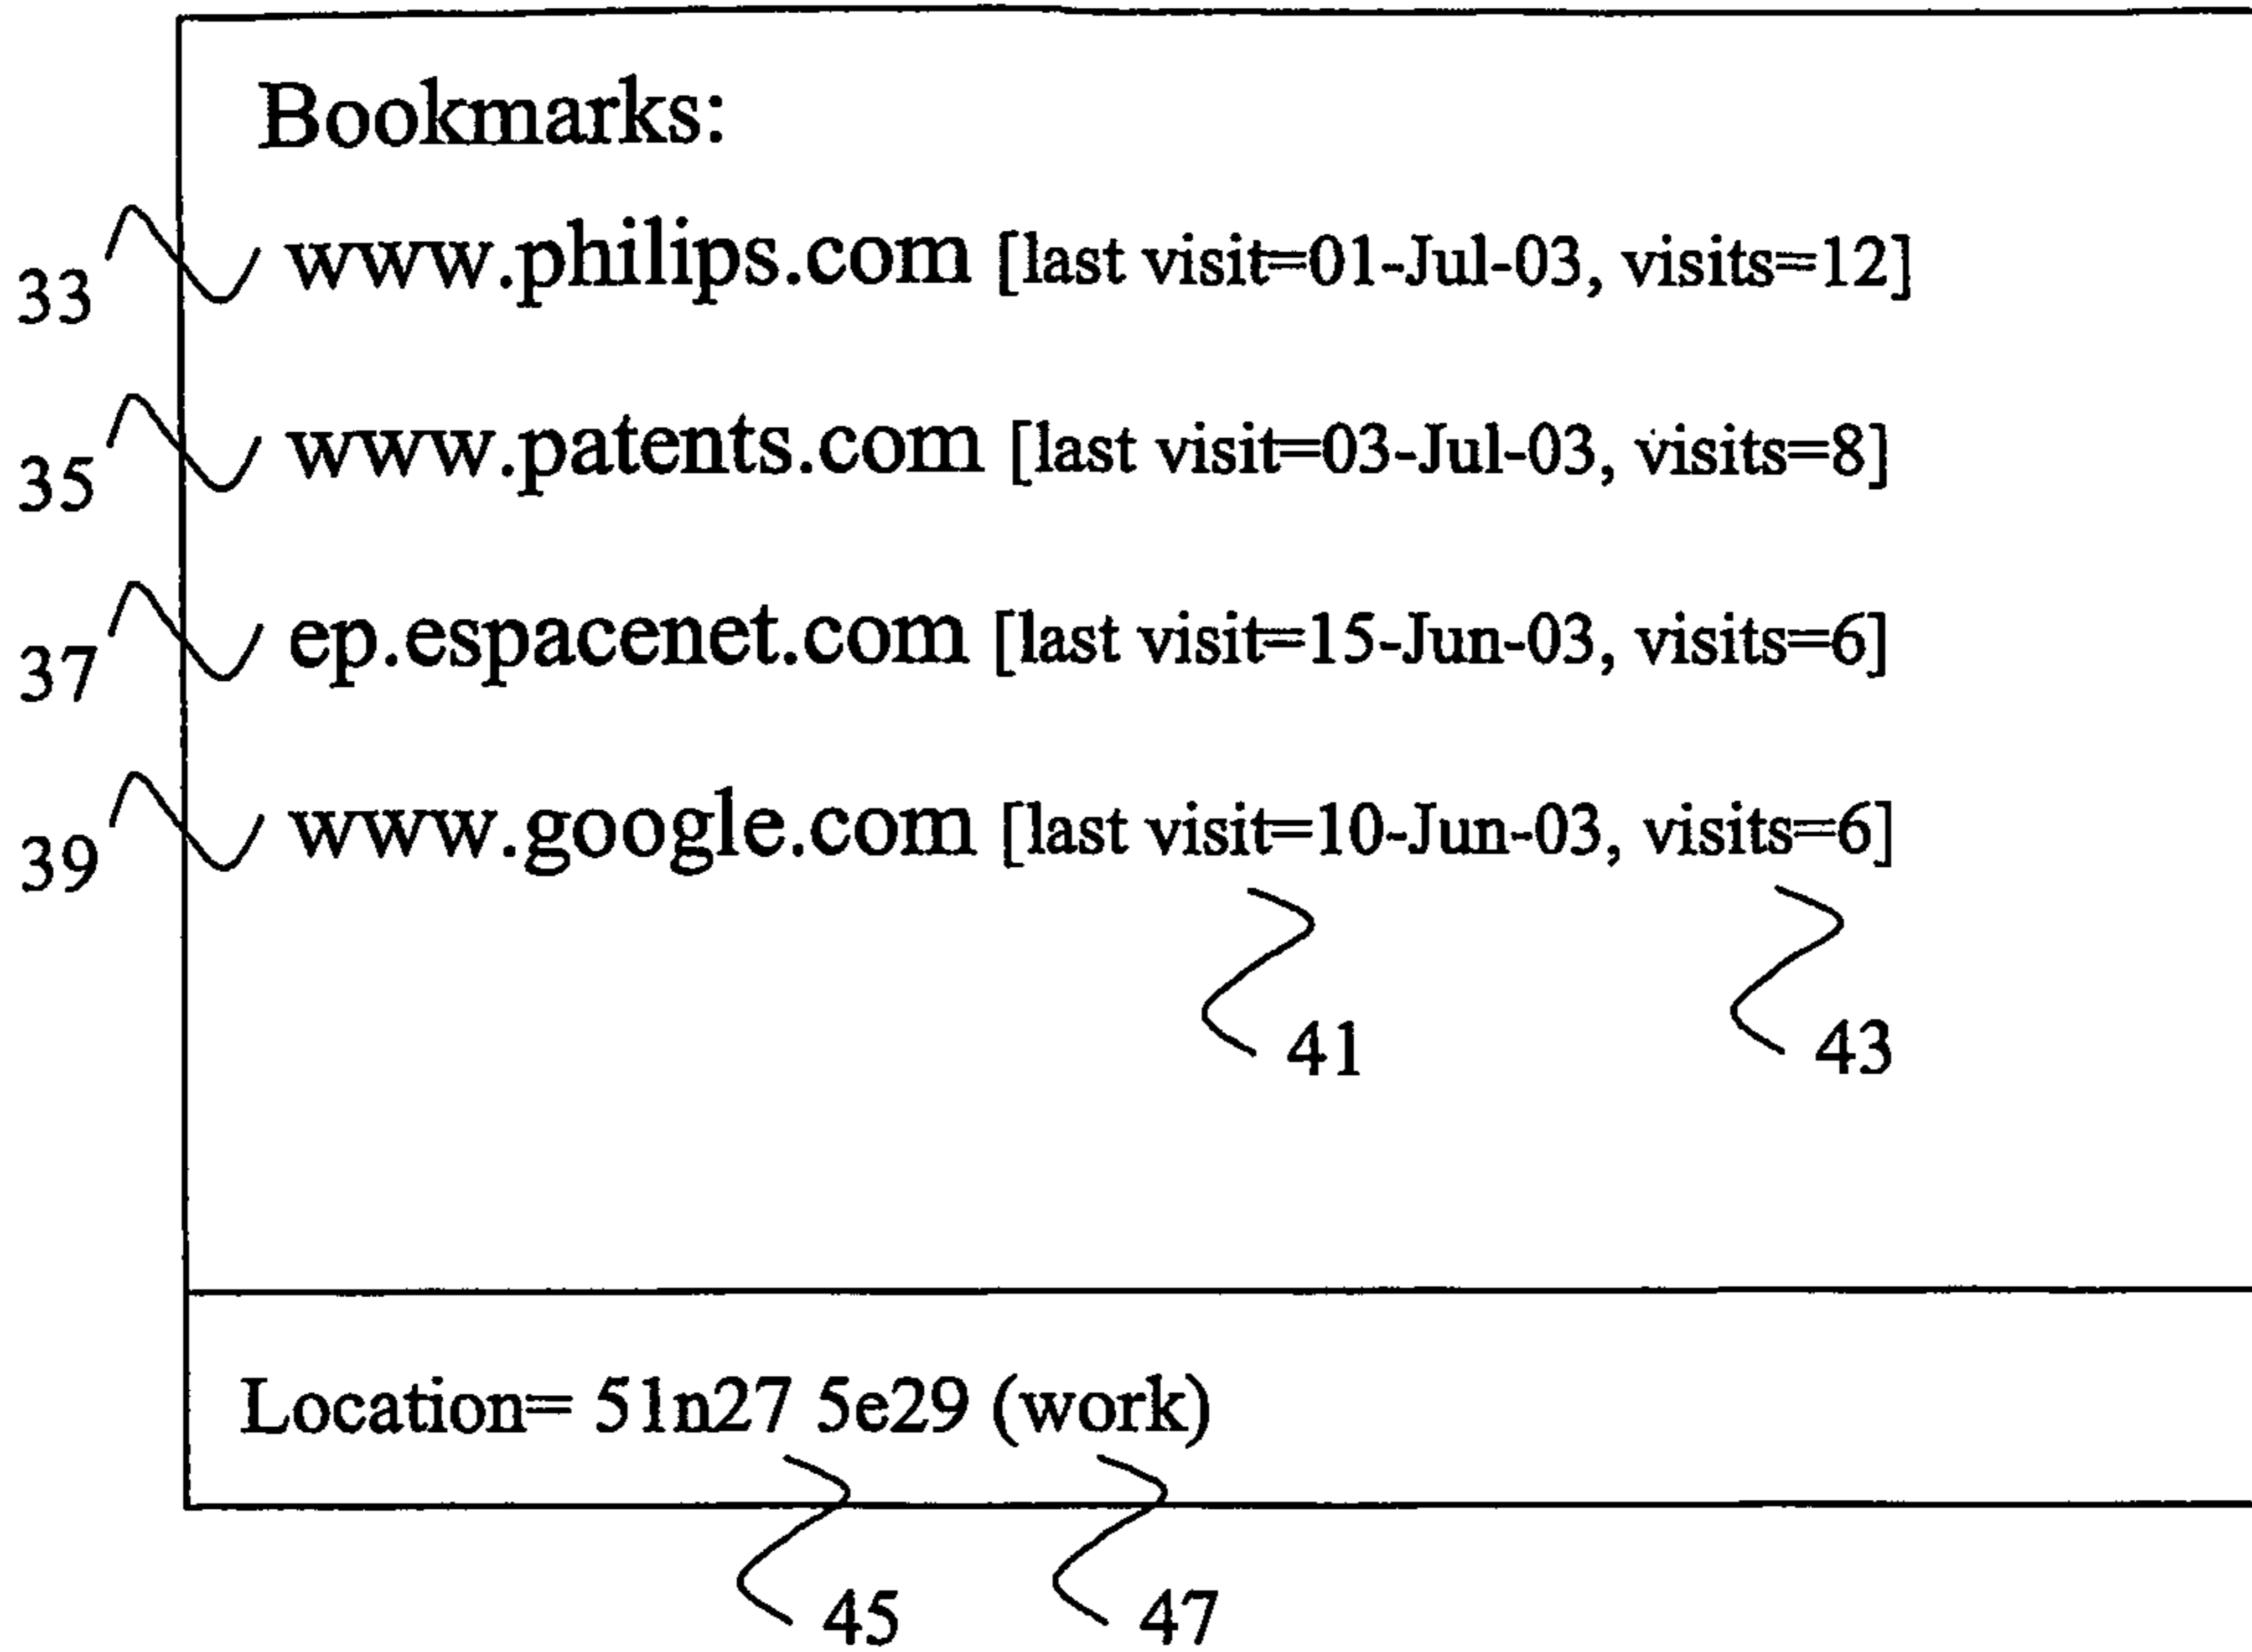 Bookmarks:
33 www.philips.com [last visit=01-Jul-03, visits=12]
35 www.patents.com [last visit=03-Jul-03, visits=8]
37 ep.espacenet.com [last visit=15-Jun-03, visits=6]
39 www.google.com [last visit=10-Jun-03, visits=6]
41 43
Location= 51n27 5e29 (work)
45 47